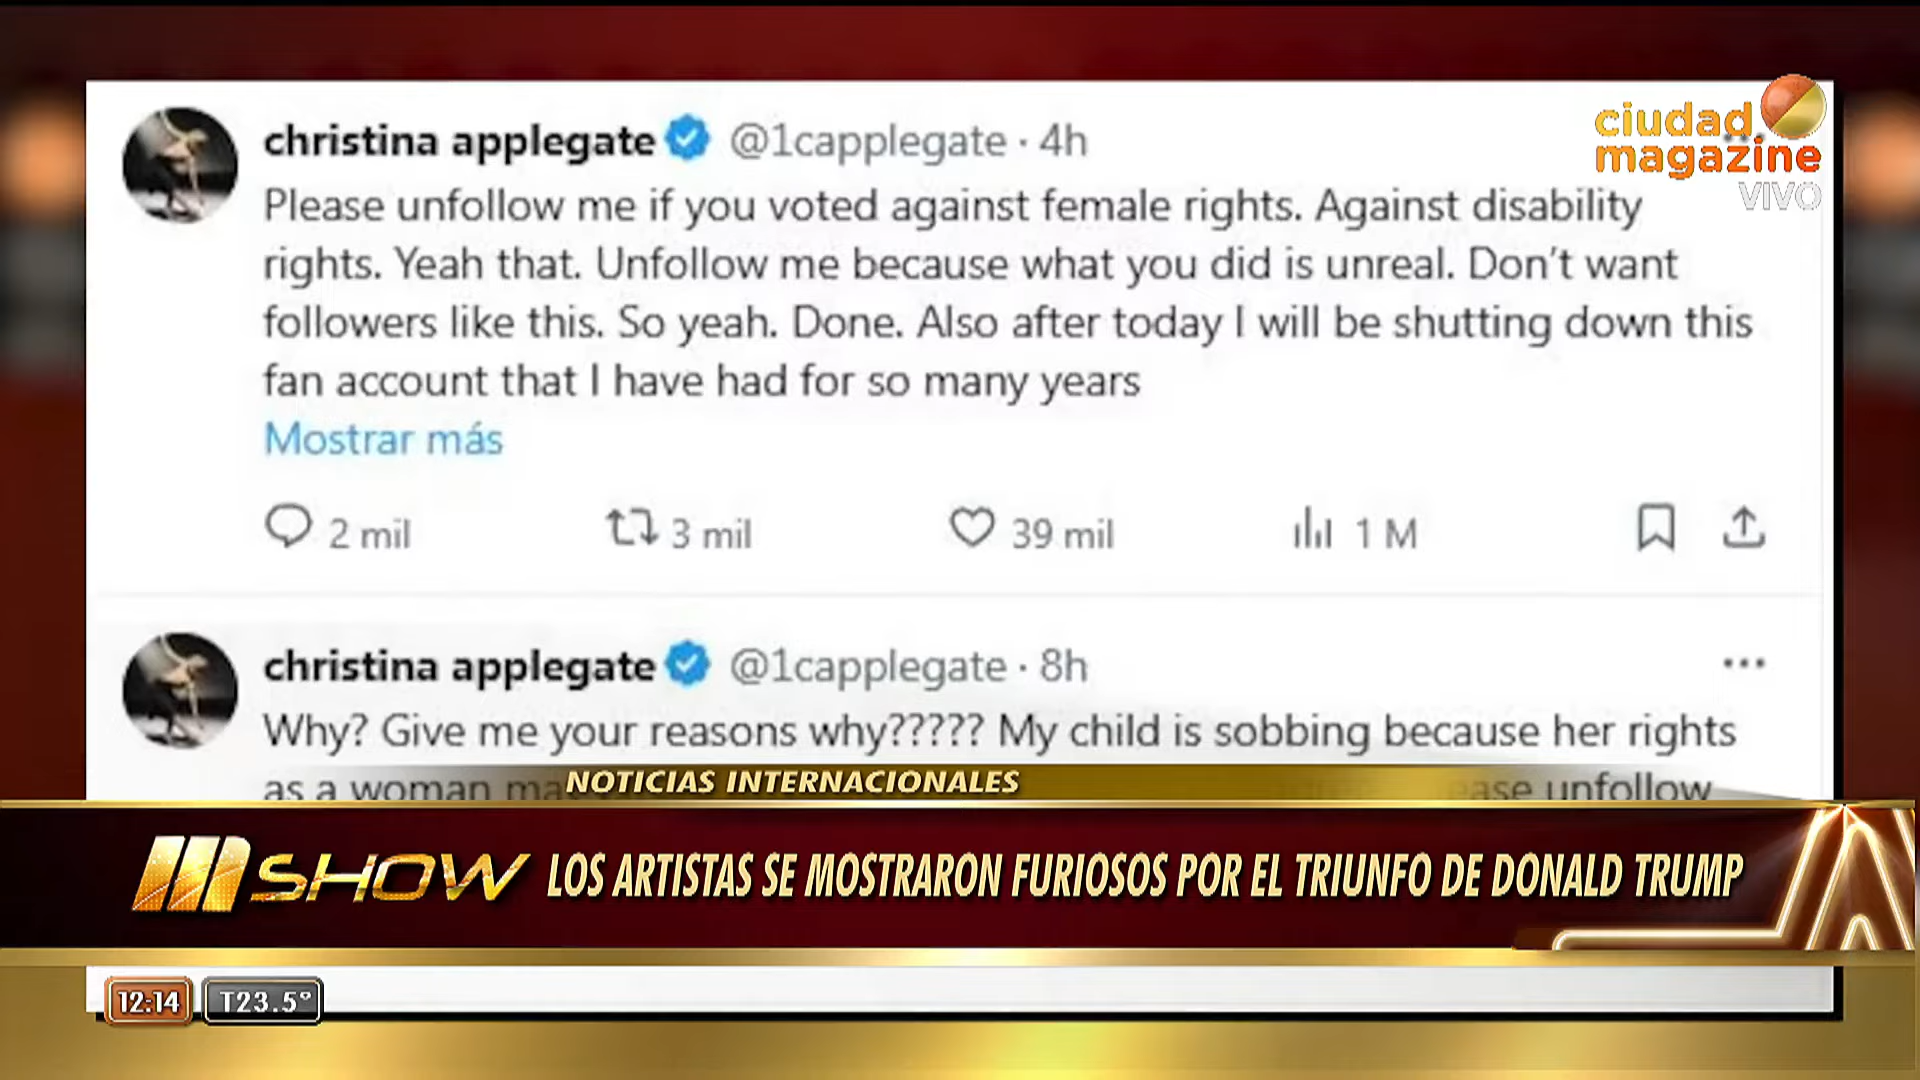 christina applegate @1capplegate · 4h
ciudad
magazine
VIVO
Please unfollow me if you voted against female rights. Against disability
rights. Yeah that. Unfollow me because what you did is unreal. Don't want
followers like this. So yeah. Done. Also after today I will be shutting down this
fan account that I have had for so many years
Mostrar más
2 mil 3 mil 39 mil 1 M
christina applegate @1capplegate · 8h
Why? Give me your reasons why????? My child is sobbing because her rights
as a woman unfollow
NOTICIAS INTERNACIONALES
SHOW LOS ARTISTAS SE MOSTRARON FURIOSOS POR EL TRIUNFO DE DONALD TRUMP
12:14 T23.5°